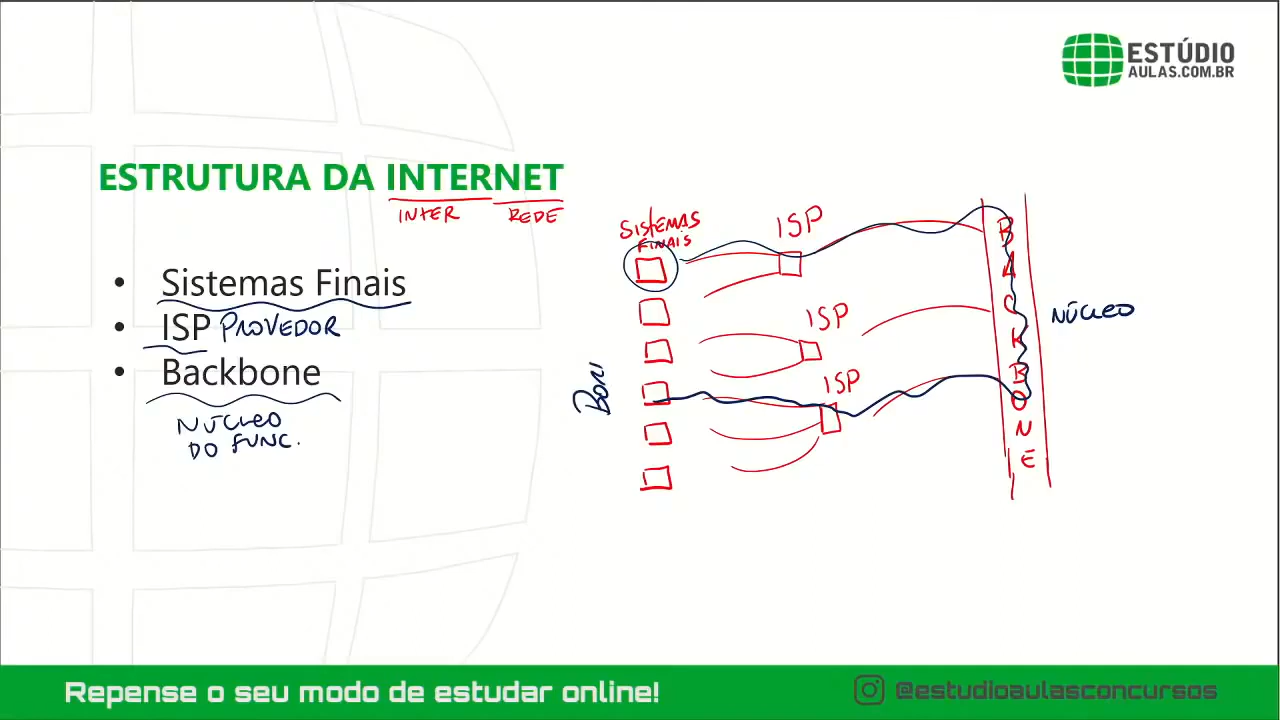 ESTÚDIO
AULAS.COM.BR
ESTRUTURA DA INTERNET
INTER REDE
• Sistemas Finais
• ISP PROVEDOR
• Backbone
NÚCLEO
DO FUNC.
SISTEMAS
FINAIS
ISP
ISP
ISP
BACKBONE
NÚCLEO
Repense o seu modo de estudar online!
@estudioaulasconcursos